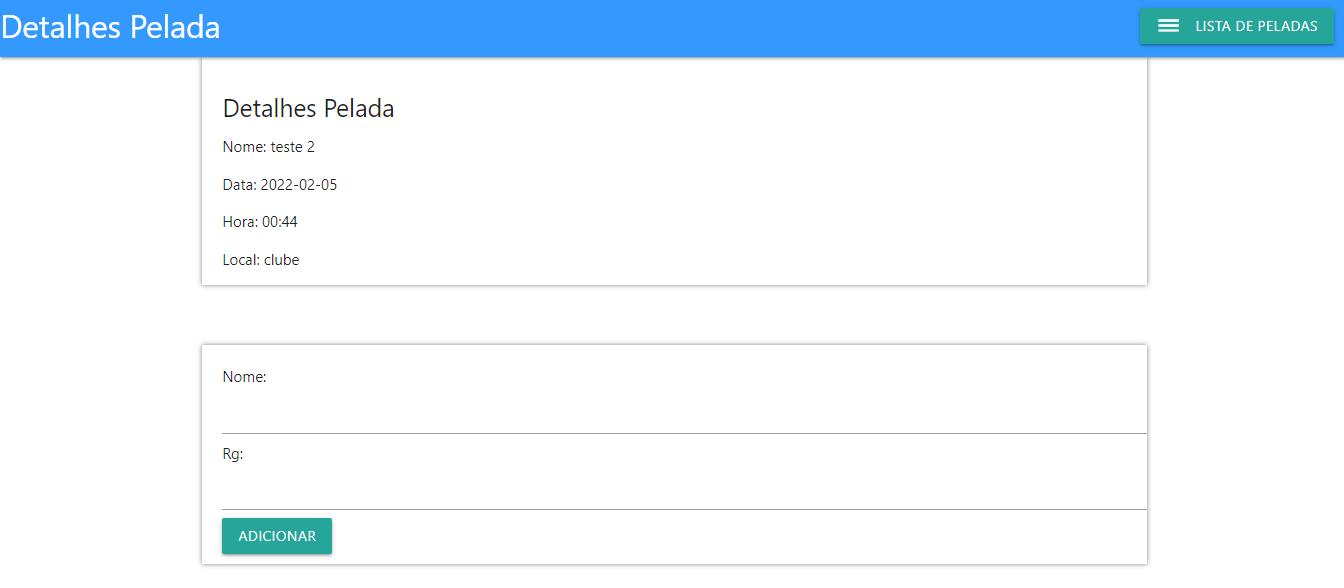 Detalhes Pelada
LISTA DE PELADAS
Detalhes Pelada
Nome: teste 2
Data: 2022-02-05
Hora: 00:44
Local: clube
Nome:
Rg:
ADICIONAR